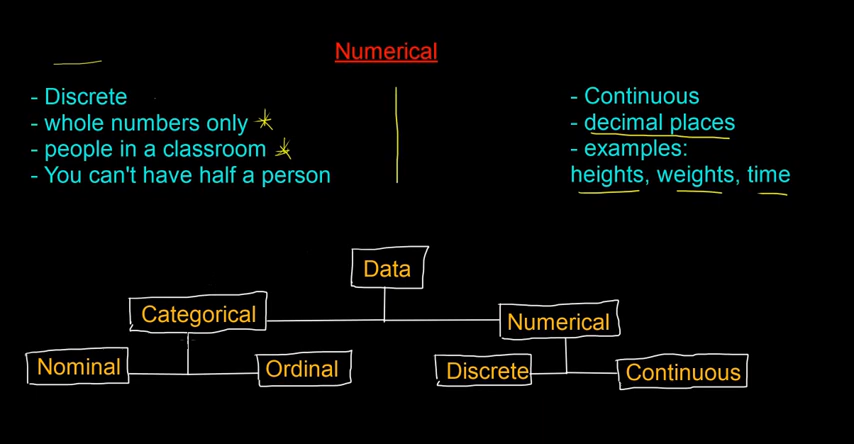 Numerical
- Discrete
- whole numbers only
- people in a classroom
- You can't have half a person
- Continuous
- decimal places
- examples:
heights, weights, time
Data
Categorical
Numerical
Nominal
Ordinal
Discrete
Continuous